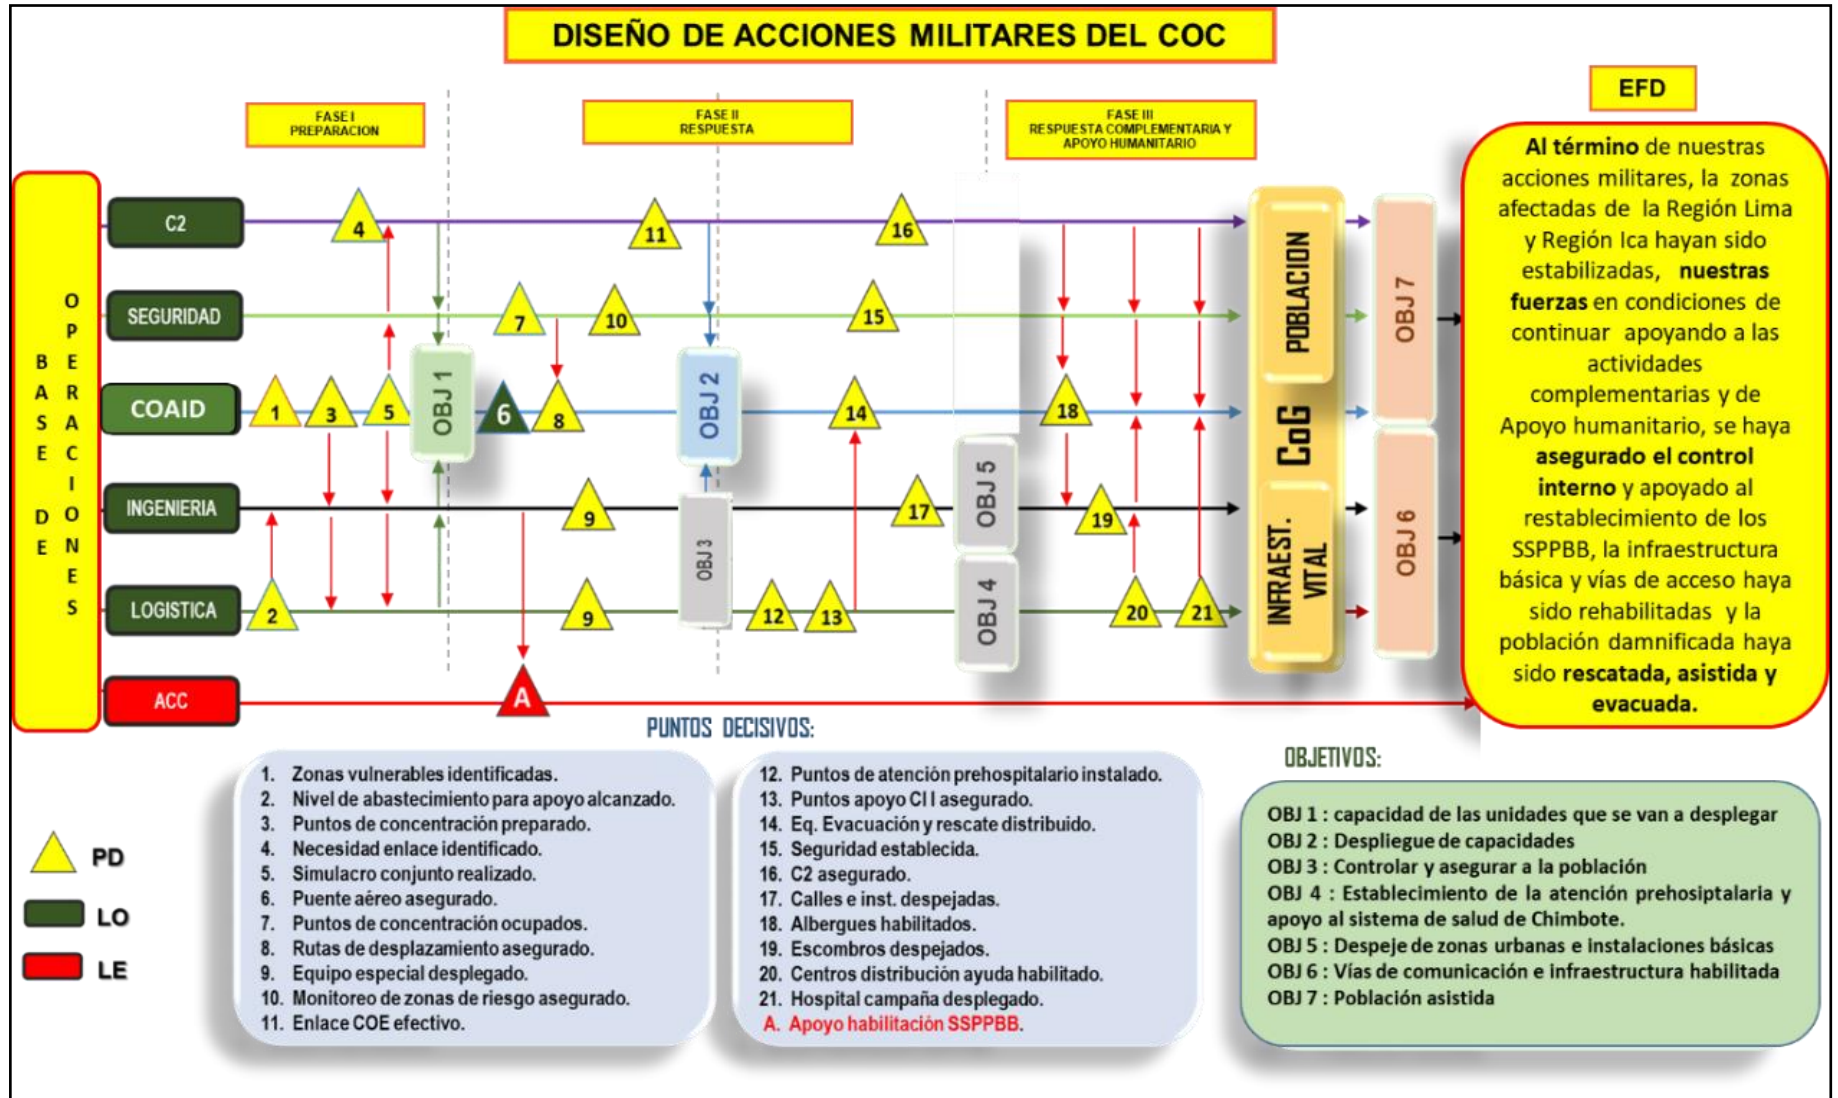 DISEÑO DE ACCIONES MILITARES DEL COC
FASE I
PREPARACION
FASE II
RESPUESTA
FASE III
RESPUESTA COMPLEMENTARIA Y
APOYO HUMANITARIO
EFD
BASE DE
OPERACIONES
C2
4
11
16
SEGURIDAD
7
10
15
COAID
1
3
5
OBJ 1
6
8
OBJ 2
14
18
INGENIERIA
9
OBJ 3
17
OBJ 5
19
LOGISTICA
2
9
12
13
OBJ 4
20
21
ACC
A
POBLACION
CoG
INFRAEST.
VITAL
OBJ 7
OBJ 6
Al término de nuestras
acciones militares, la zonas
afectadas de la Región Lima
y Región Ica hayan sido
estabilizadas, nuestras
fuerzas en condiciones de
continuar apoyando a las
actividades
complementarias y de
Apoyo humanitario, se haya
asegurado el control
interno y apoyado al
restablecimiento de los
SSPPBB, la infraestructura
básica y vías de acceso haya
sido rehabilitadas y la
población damnificada haya
sido rescatada, asistida y
evacuada.
PD
LO
LE
PUNTOS DECISIVOS:
1. Zonas vulnerables identificadas.
2. Nivel de abastecimiento para apoyo alcanzado.
3. Puntos de concentración preparado.
4. Necesidad enlace identificado.
5. Simulacro conjunto realizado.
6. Puente aéreo asegurado.
7. Puntos de concentración ocupados.
8. Rutas de desplazamiento asegurado.
9. Equipo especial desplegado.
10. Monitoreo de zonas de riesgo asegurado.
11. Enlace COE efectivo.
12. Puntos de atención prehospitalario instalado.
13. Puntos apoyo CI I asegurado.
14. Eq. Evacuación y rescate distribuido.
15. Seguridad establecida.
16. C2 asegurado.
17. Calles e inst. despejadas.
18. Albergues habilitados.
19. Escombros despejados.
20. Centros distribución ayuda habilitado.
21. Hospital campaña desplegado.
A. Apoyo habilitación SSPPBB.
OBJETIVOS:
OBJ 1 : capacidad de las unidades que se van a desplegar
OBJ 2 : Despliegue de capacidades
OBJ 3 : Controlar y asegurar a la población
OBJ 4 : Establecimiento de la atención prehosiptalaria y
apoyo al sistema de salud de Chimbote.
OBJ 5 : Despeje de zonas urbanas e instalaciones básicas
OBJ 6 : Vías de comunicación e infraestructura habilitada
OBJ 7 : Población asistida